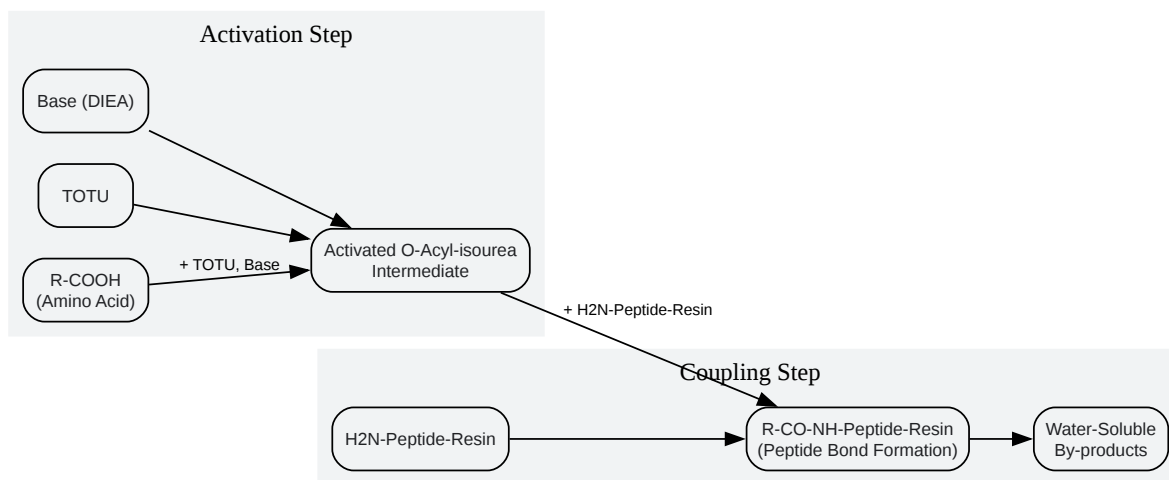 Activation Step
Base (DIEA)
TOTU
R-COOH
(Amino Acid)
+ TOTU, Base
Activated O-Acyl-isourea
Intermediate
+ H2N-Peptide-Resin
Coupling Step
H2N-Peptide-Resin
R-CO-NH-Peptide-Resin
(Peptide Bond Formation)
Water-Soluble
By-products